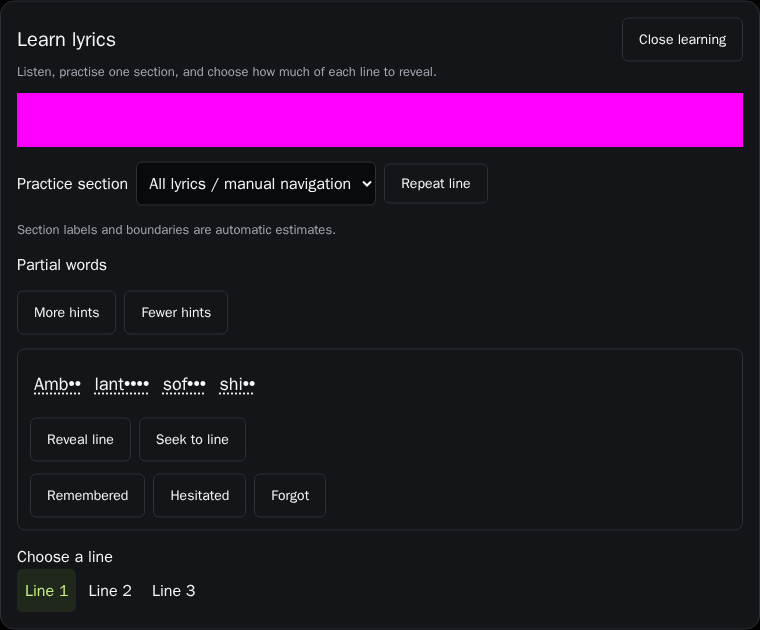 Learn lyrics
Close learning
Listen, practise one section, and choose how much of each line to reveal.
Practice section All lyrics / manual navigation Repeat line
Section labels and boundaries are automatic estimates.
Partial words
More hints Fewer hints
Amb•• lant•••• sof••• shi••
Reveal line Seek to line
Remembered Hesitated Forgot
Choose a line
Line 1 Line 2 Line 3